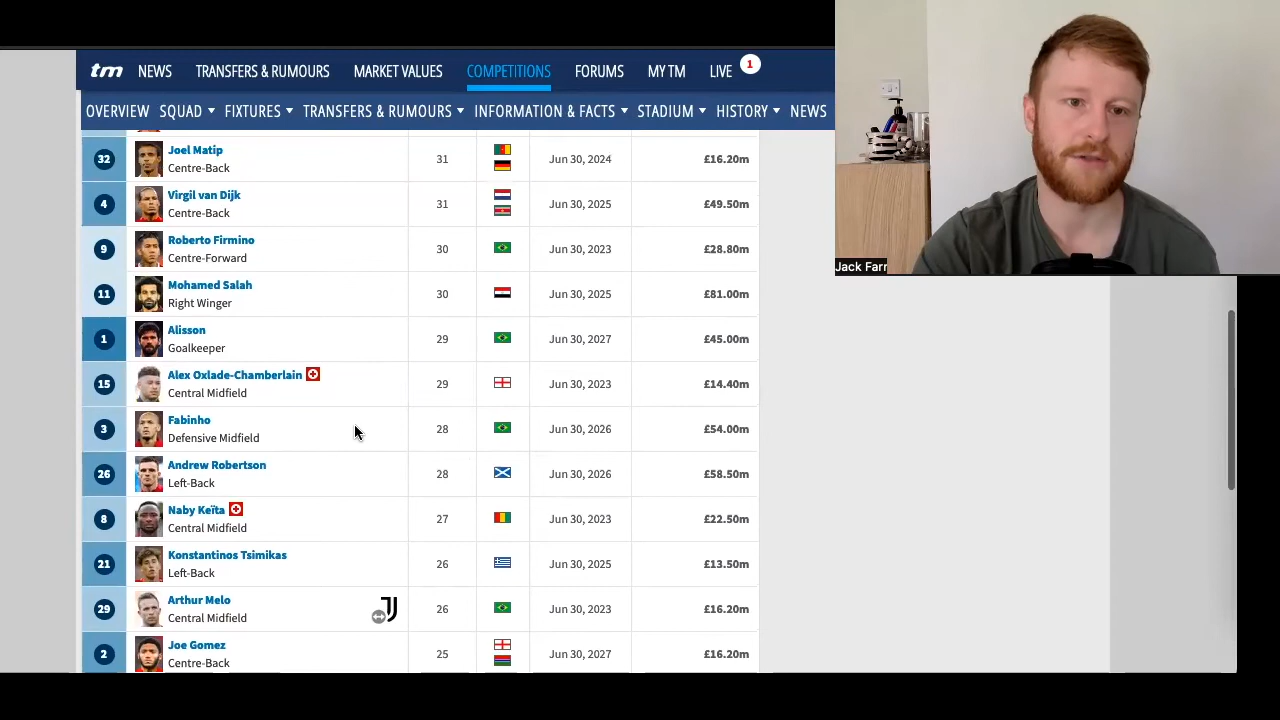 tm NEWS TRANSFERS & RUMOURS MARKET VALUES COMPETITIONS FORUMS MY TM LIVE 1
OVERVIEW SQUAD FIXTURES TRANSFERS & RUMOURS INFORMATION & FACTS STADIUM HISTORY NEWS
32 Joel Matip 31 Jun 30, 2024 £16.20m
Centre-Back
4 Virgil van Dijk 31 Jun 30, 2025 £49.50m
Centre-Back
9 Roberto Firmino 30 Jun 30, 2023 £28.80m
Centre-Forward
11 Mohamed Salah 30 Jun 30, 2025 £81.00m
Right Winger
1 Alisson 29 Jun 30, 2027 £45.00m
Goalkeeper
15 Alex Oxlade-Chamberlain 29 Jun 30, 2023 £14.40m
Central Midfield
3 Fabinho 28 Jun 30, 2026 £54.00m
Defensive Midfield
26 Andrew Robertson 28 Jun 30, 2026 £58.50m
Left-Back
8 Naby Keïta 27 Jun 30, 2023 £22.50m
Central Midfield
21 Konstantinos Tsimikas 26 Jun 30, 2025 £13.50m
Left-Back
29 Arthur Melo 26 Jun 30, 2023 £16.20m
Central Midfield
2 Joe Gomez 25 Jun 30, 2027 £16.20m
Centre-Back
Jack Farr